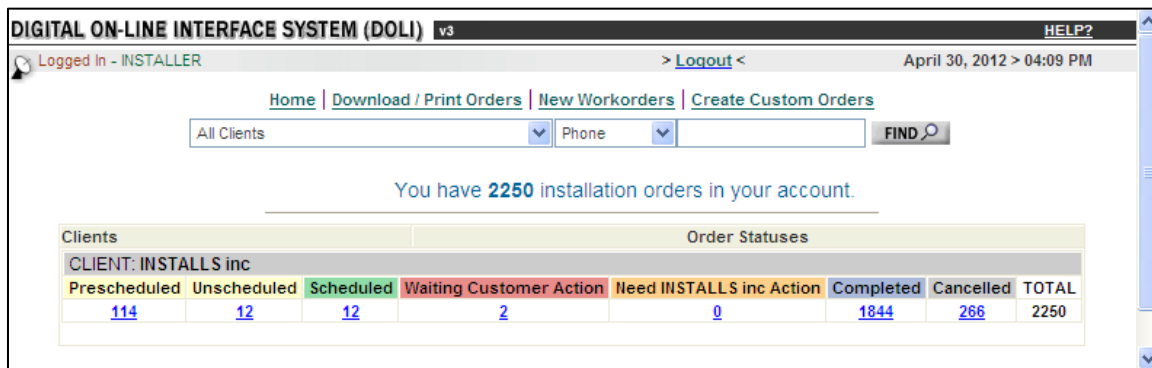 DIGITAL ON-LINE INTERFACE SYSTEM (DOLI) v3 HELP?
Logged In - INSTALLER > Logout < April 30, 2012 > 04:09 PM
Home | Download / Print Orders | New Workorders | Create Custom Orders
All Clients Phone FIND
You have 2250 installation orders in your account.
Clients Order Statuses
CLIENT: INSTALLS inc
Prescheduled Unscheduled Scheduled Waiting Customer Action Need INSTALLS inc Action Completed Cancelled TOTAL
114 12 12 2 0 1844 266 2250